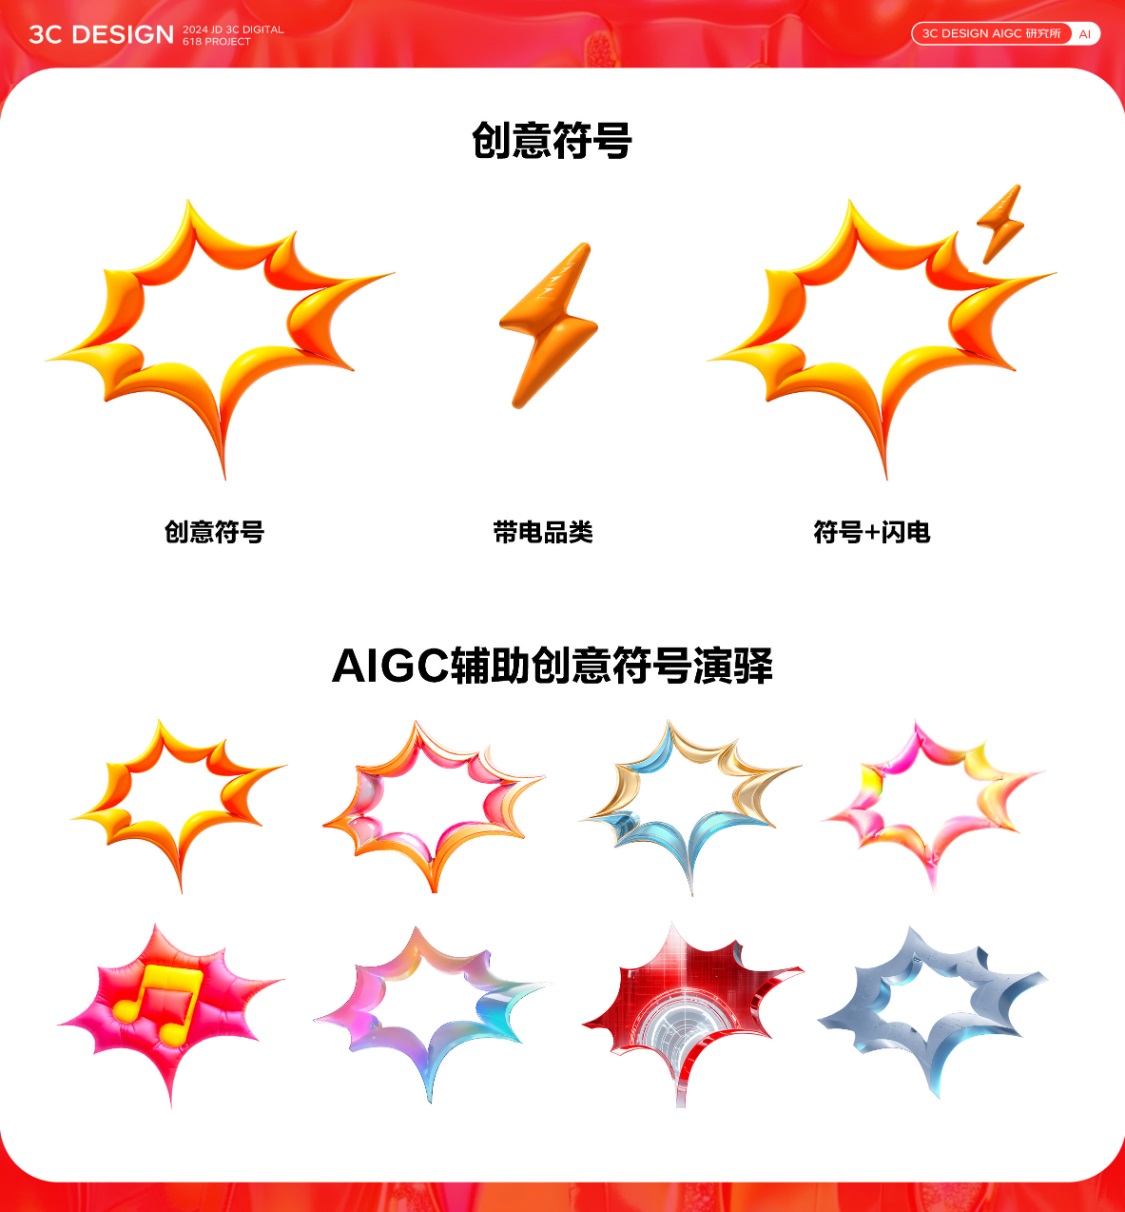 3C DESIGN
2024 JD 3C DIGITAL
618 PROJECT
3C DESIGN AIGC 研究所
AI
创意符号
创意符号
带电品类
符号+闪电
AIGC辅助创意符号演驿